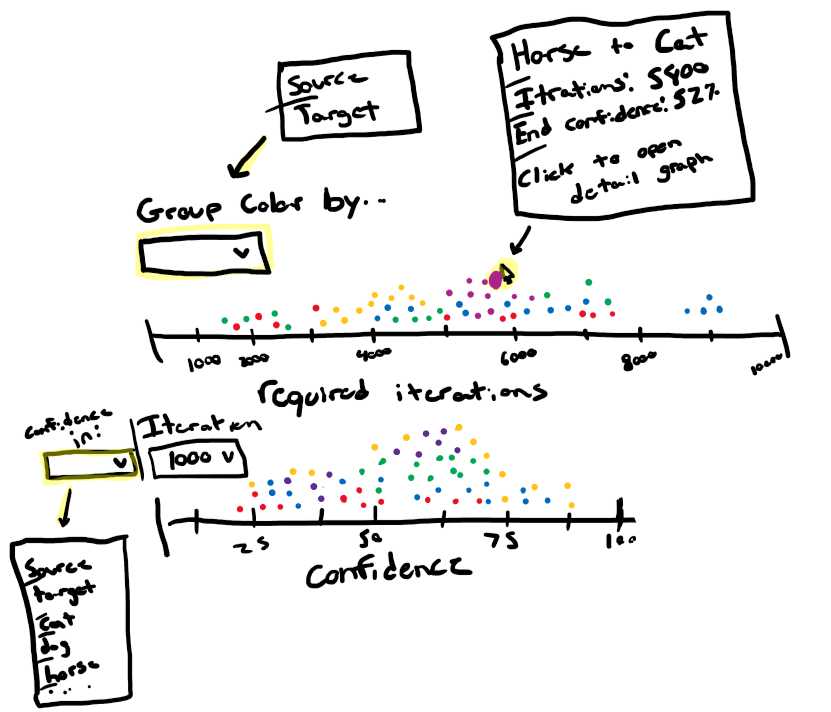 Source
Target
Horse to Cat
Itrations: 5400
End confidence: 52%
Click to open
detail graph
Group Color by...
1000
2000
4000
6000
8000
10000
required iterations
confidence
in:
Iteration
1000
25
50
75
100
Confidence
Source
target
cat
dog
horse
...